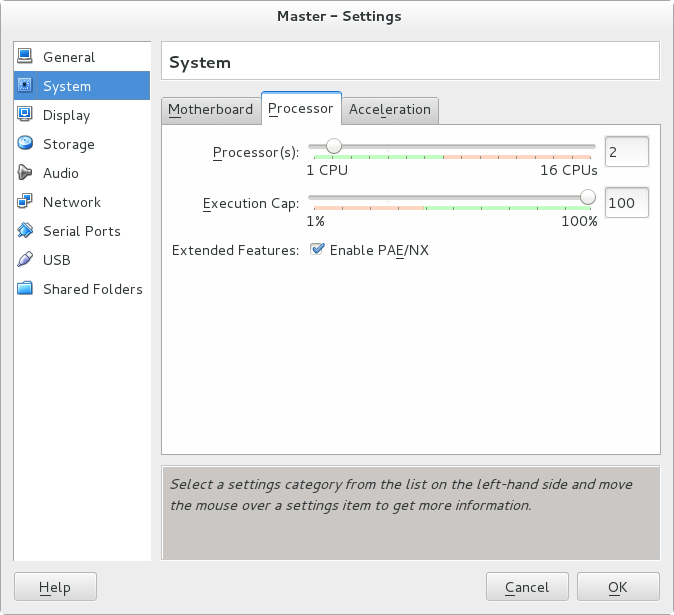 Master – Settings
General
System
Display
Storage
Audio
Network
Serial Ports
USB
Shared Folders
System
Motherboard Processor Acceleration
Processor(s): 2
1 CPU 16 CPUs
Execution Cap: 100
1% 100%
Extended Features: Enable PAE/NX
Select a settings category from the list on the left-hand side and move
the mouse over a settings item to get more information.
Help Cancel OK